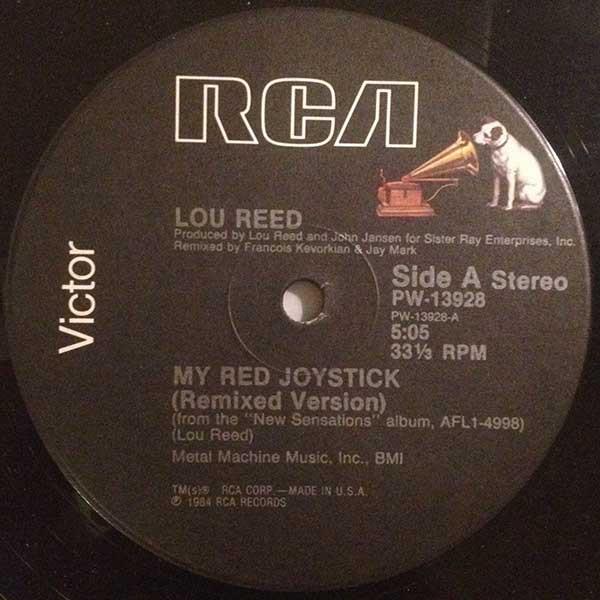 RCA
Victor
LOU REED
Produced by Lou Reed and John Jansen for Sister Ray Enterprises, Inc.
Remixed by Francois Kevorkian & Jay Mark
Side A Stereo
PW-13928
PW-13928-A
5:05
33⅓ RPM
MY RED JOYSTICK
(Remixed Version)
(from the "New Sensations" album, AFL1-4998)
(Lou Reed)
Metal Machine Music, Inc., BMI
TM(s)® RCA CORP.—MADE IN U.S.A.
℗ 1984 RCA RECORDS